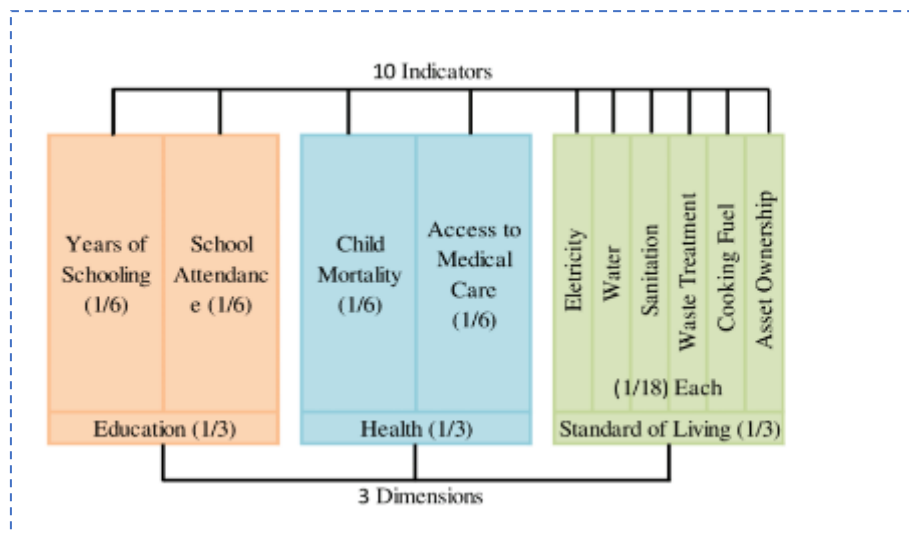 10 Indicators
Years of
Schooling
(1/6)
School
Attendanc
e (1/6)
Child
Mortality
(1/6)
Access to
Medical
Care
(1/6)
Eletricity
Water
Sanitation
Waste Treatment
Cooking Fuel
Asset Ownership
(1/18) Each
Education (1/3)
Health (1/3)
Standard of Living (1/3)
3 Dimensions